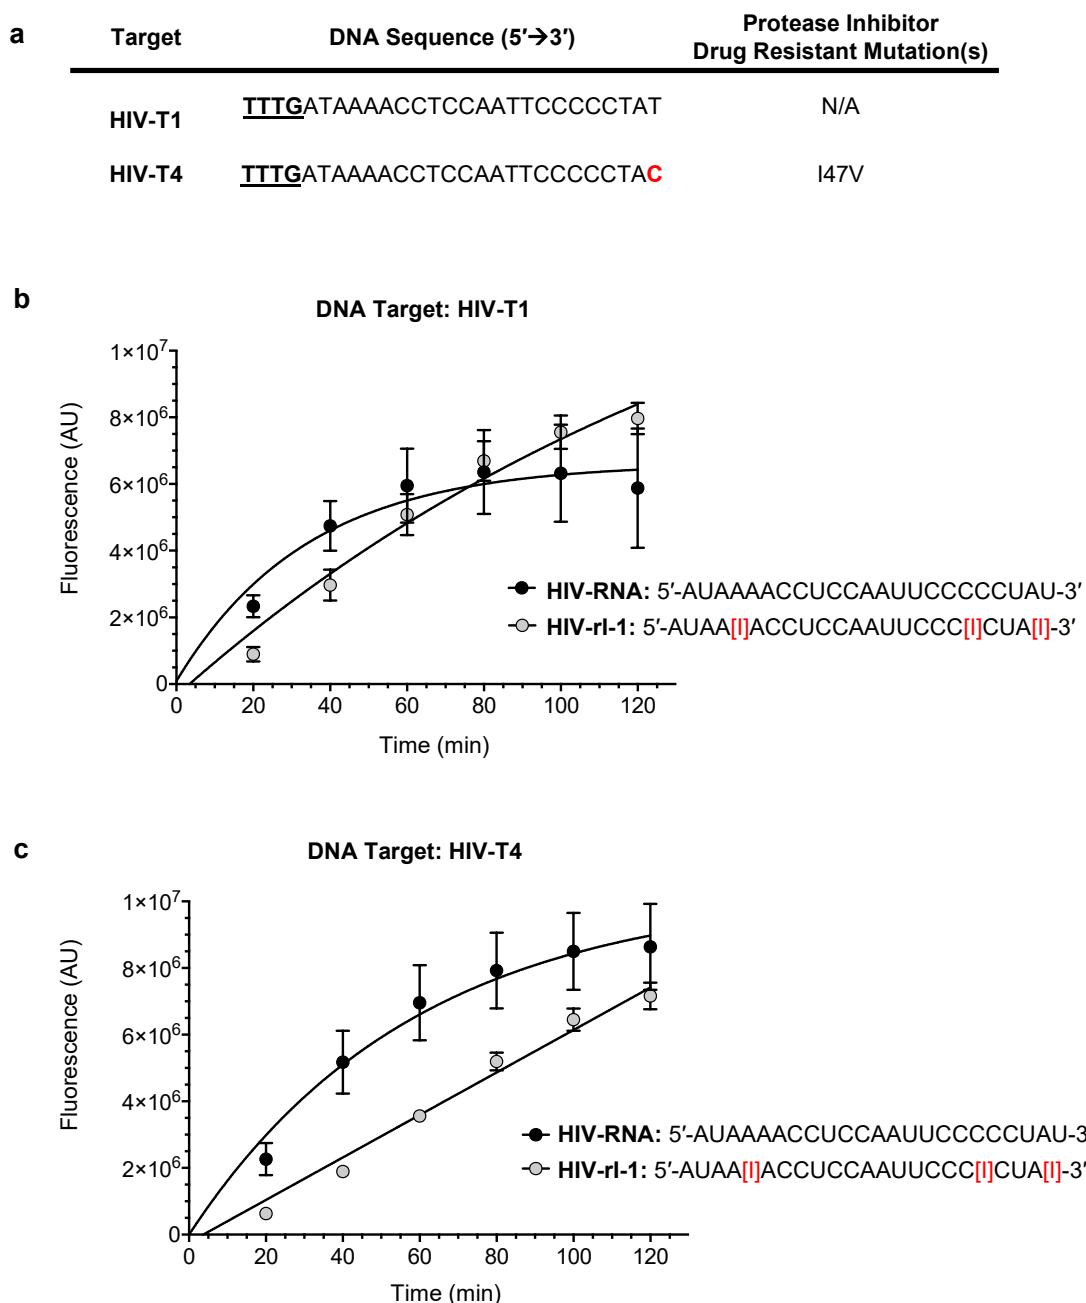 a
Target DNA Sequence (5′→3′) Protease Inhibitor
Drug Resistant Mutation(s)
HIV-T1 TTTGATAAAACCTCCAATTCCCCCTAT N/A
HIV-T4 TTTGATAAAACCTCCAATTCCCCCTAC I47V
b
DNA Target: HIV-T1
1×10⁷
8×10⁶
6×10⁶
4×10⁶
2×10⁶
0
Fluorescence (AU)
0 20 40 60 80 100 120
Time (min)
HIV-RNA: 5′-AUAAAACCUCCAAUUCCCCCUAU-3′
HIV-rI-1: 5′-AUAA[I]ACCUCCAAUUCCC[I]CUA[I]-3′
c
DNA Target: HIV-T4
1×10⁷
8×10⁶
6×10⁶
4×10⁶
2×10⁶
0
Fluorescence (AU)
0 20 40 60 80 100 120
Time (min)
HIV-RNA: 5′-AUAAAACCUCCAAUUCCCCCUAU-3
HIV-rI-1: 5′-AUAA[I]ACCUCCAAUUCCC[I]CUA[I]-3′